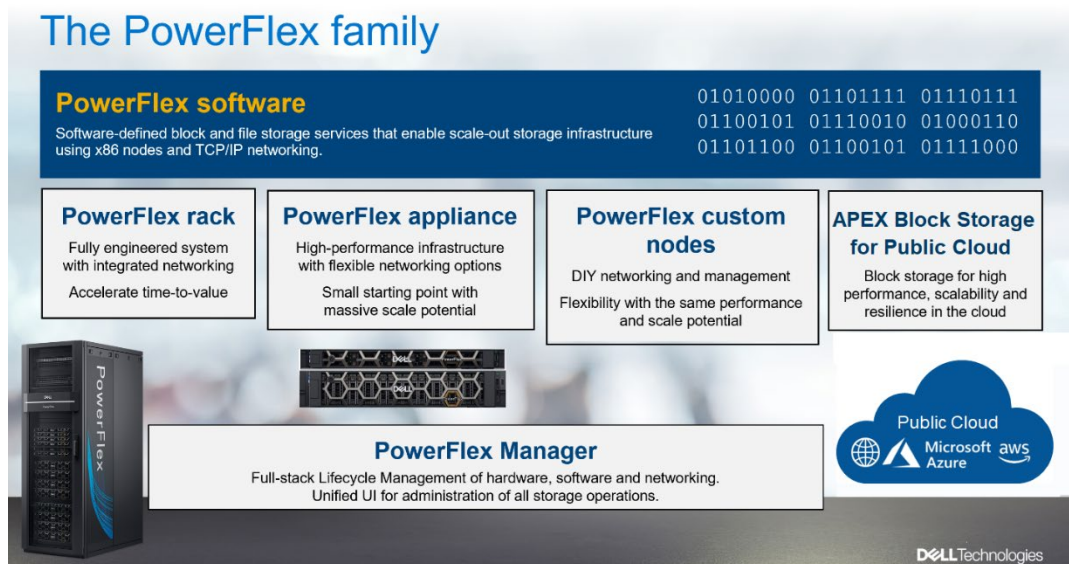 The PowerFlex family
PowerFlex software
Software-defined block and file storage services that enable scale-out storage infrastructure
using x86 nodes and TCP/IP networking.
01010000 01101111 01110111
01100101 01110010 01000110
01101100 01100101 01111000
PowerFlex rack
Fully engineered system
with integrated networking
Accelerate time-to-value
PowerFlex appliance
High-performance infrastructure
with flexible networking options
Small starting point with
massive scale potential
PowerFlex custom
nodes
DIY networking and management
Flexibility with the same performance
and scale potential
APEX Block Storage
for Public Cloud
Block storage for high
performance, scalability and
resilience in the cloud
PowerFlex
DELL
DELL
Public Cloud
Microsoft
Azure
aws
PowerFlex Manager
Full-stack Lifecycle Management of hardware, software and networking.
Unified UI for administration of all storage operations.
DELLTechnologies